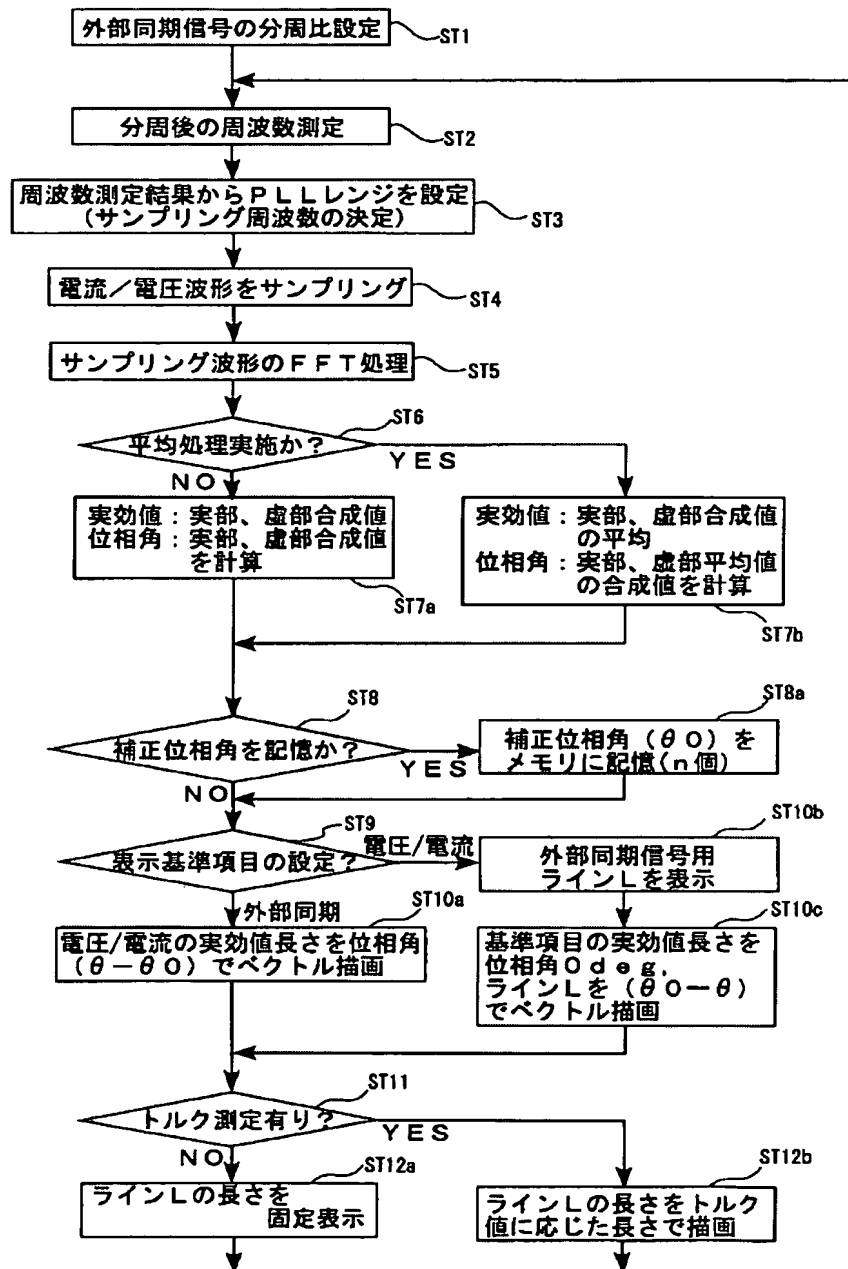 外部同期信号の分周比設定
ST1
分周後の周波数測定
ST2
周波数測定結果からPLLレンジを設定
(サンプリング周波数の決定)
ST3
電流/電圧波形をサンプリング
ST4
サンプリング波形のFFT処理
ST5
ST6
平均処理実施か?
YES
NO
実効値:実部、虚部合成値
位相角:実部、虚部合成値
を計算
ST7a
実効値:実部、虚部合成値
の平均
位相角:実部、虚部平均値
の合成値を計算
ST7b
ST8
補正位相角を記憶か?
YES
NO
ST8a
補正位相角(θ0)を
メモリに記憶(n個)
ST9
表示基準項目の設定?
電圧/電流
外部同期
ST10b
外部同期信号用
ラインLを表示
ST10a
電圧/電流の実効値長さを位相角
(θ-θ0)でベクトル描画
ST10c
基準項目の実効値長さを
位相角0deg.
ラインLを(θ0-θ)
でベクトル描画
ST11
トルク測定有り?
YES
NO
ST12a
ラインLの長さを
固定表示
ST12b
ラインLの長さをトルク
値に応じた長さで描画